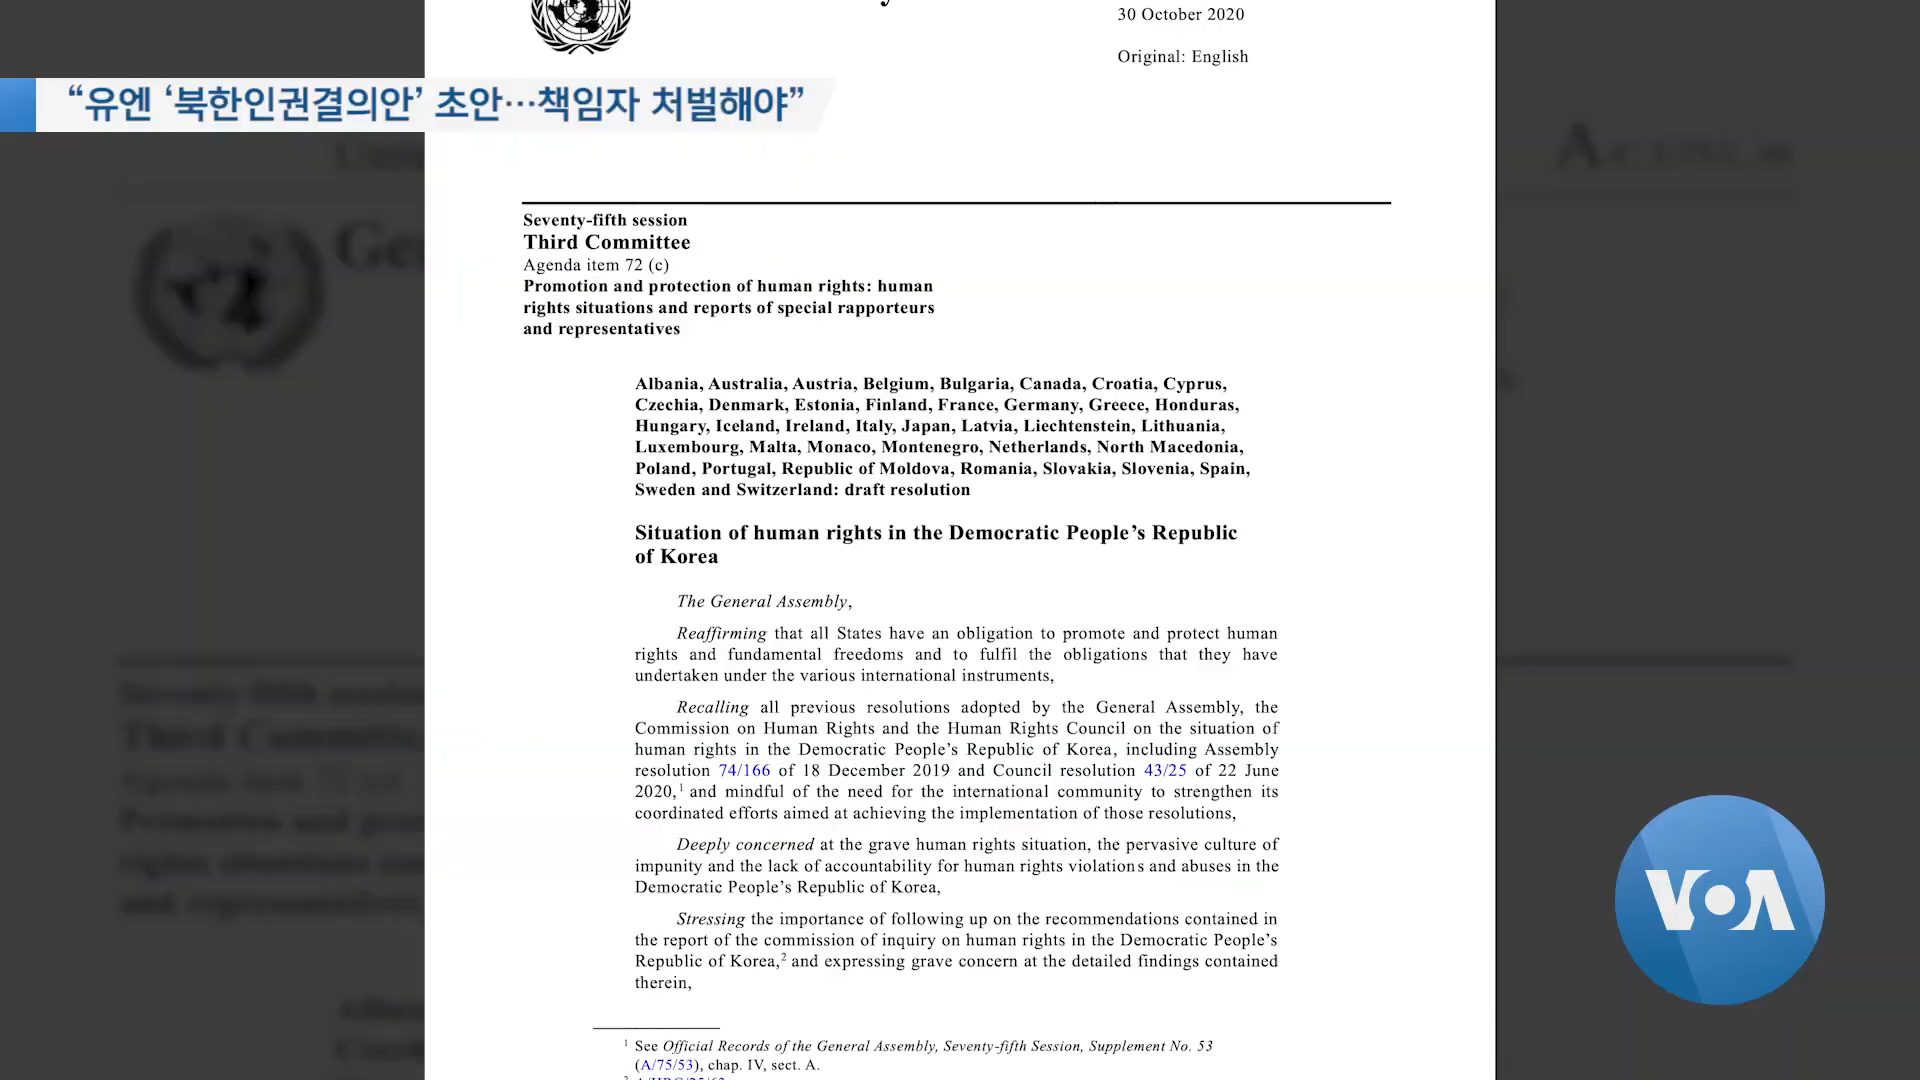 30 October 2020
Original: English
“유엔 ‘북한인권결의안’ 초안…책임자 처벌해야”
Seventy-fifth session
Third Committee
Agenda item 72 (c)
Promotion and protection of human rights: human
rights situations and reports of special rapporteurs
and representatives
Albania, Australia, Austria, Belgium, Bulgaria, Canada, Croatia, Cyprus,
Czechia, Denmark, Estonia, Finland, France, Germany, Greece, Honduras,
Hungary, Iceland, Ireland, Italy, Japan, Latvia, Liechtenstein, Lithuania,
Luxembourg, Malta, Monaco, Montenegro, Netherlands, North Macedonia,
Poland, Portugal, Republic of Moldova, Romania, Slovakia, Slovenia, Spain,
Sweden and Switzerland: draft resolution
Situation of human rights in the Democratic People’s Republic
of Korea
The General Assembly,
Reaffirming that all States have an obligation to promote and protect human
rights and fundamental freedoms and to fulfil the obligations that they have
undertaken under the various international instruments,
Recalling all previous resolutions adopted by the General Assembly, the
Commission on Human Rights and the Human Rights Council on the situation of
human rights in the Democratic People’s Republic of Korea, including Assembly
resolution 74/166 of 18 December 2019 and Council resolution 43/25 of 22 June
2020,1 and mindful of the need for the international community to strengthen its
coordinated efforts aimed at achieving the implementation of those resolutions,
Deeply concerned at the grave human rights situation, the pervasive culture of
impunity and the lack of accountability for human rights violations and abuses in the
Democratic People’s Republic of Korea,
Stressing the importance of following up on the recommendations contained in
the report of the commission of inquiry on human rights in the Democratic People’s
Republic of Korea,2 and expressing grave concern at the detailed findings contained
therein,
1 See Official Records of the General Assembly, Seventy-fifth Session, Supplement No. 53
(A/75/53), chap. IV, sect. A.
VOA